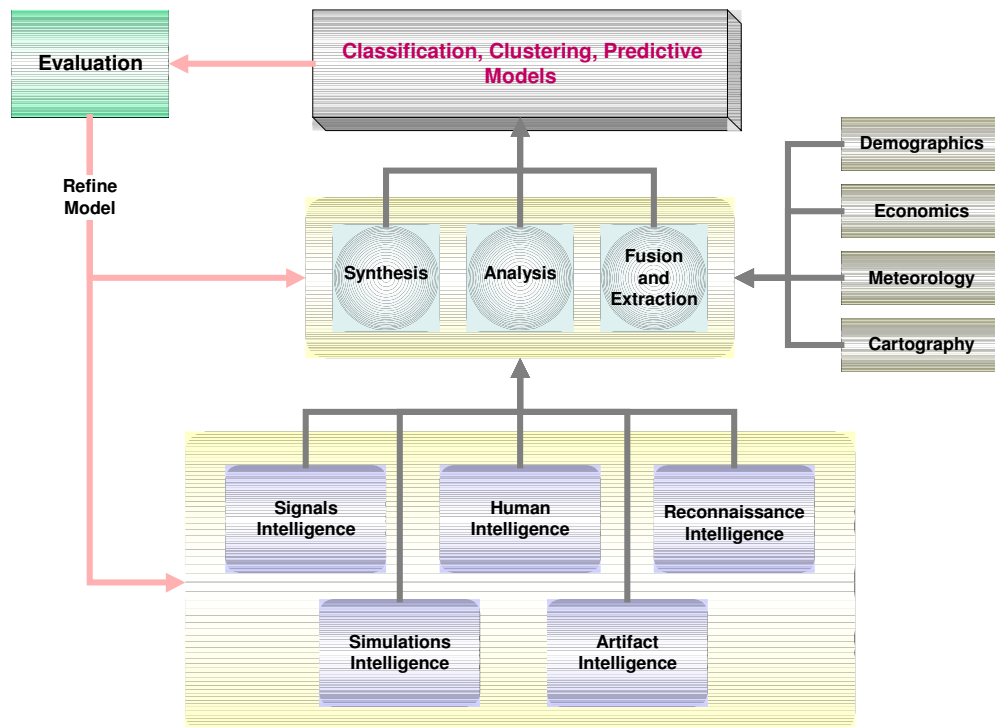 Evaluation
Classification, Clustering, Predictive
Models
Demographics
Refine
Model
Economics
Synthesis
Analysis
Fusion
and
Extraction
Meteorology
Cartography
Signals
Intelligence
Human
Intelligence
Reconnaissance
Intelligence
Simulations
Intelligence
Artifact
Intelligence